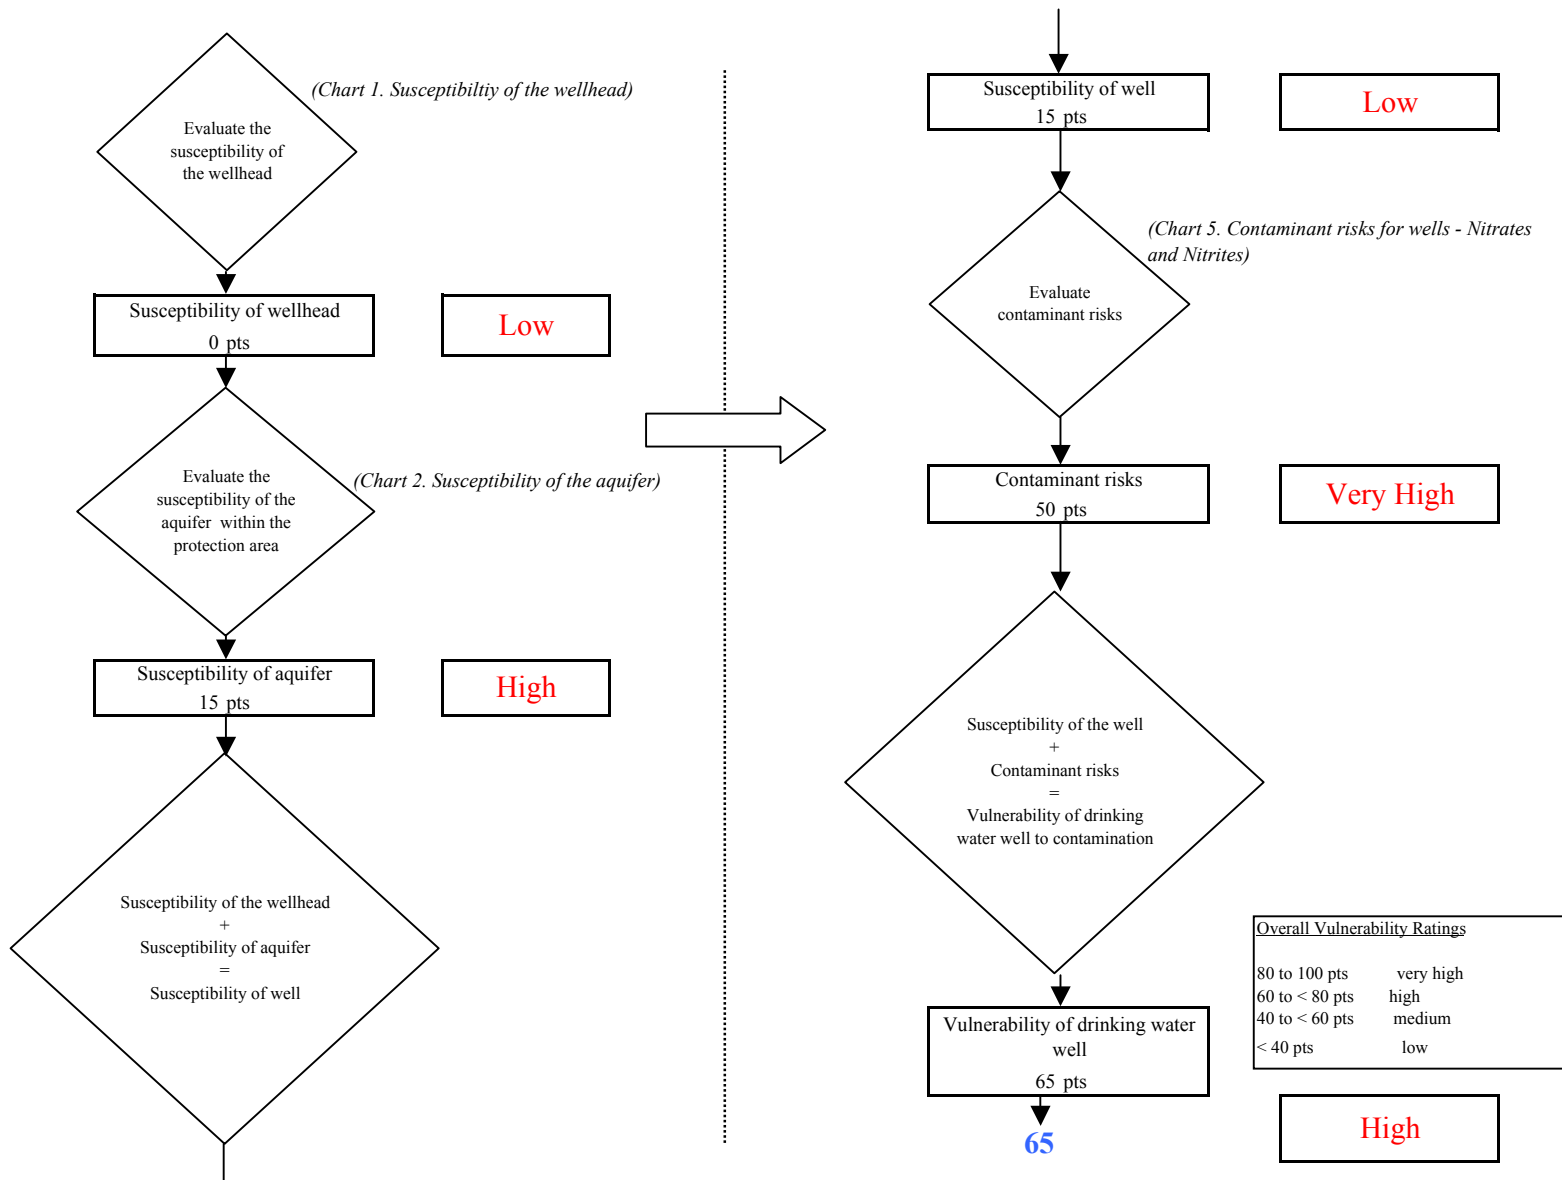 (Chart 1. Susceptibiltiy of the wellhead)
Evaluate the
susceptibility of
the wellhead
Susceptibility of wellhead
0 pts
Low
Evaluate the
susceptibility of the
aquifer within the
protection area
(Chart 2. Susceptibility of the aquifer)
Susceptibility of aquifer
15 pts
High
Susceptibility of the wellhead
+
Susceptibility of aquifer
=
Susceptibility of well
Susceptibility of well
15 pts
Low
(Chart 5. Contaminant risks for wells - Nitrates
and Nitrites)
Evaluate
contaminant risks
Contaminant risks
50 pts
Very High
Susceptibility of the well
+
Contaminant risks
=
Vulnerability of drinking
water well to contamination
Overall Vulnerability Ratings
80 to 100 pts very high
60 to < 80 pts high
40 to < 60 pts medium
< 40 pts low
Vulnerability of drinking water
well
65 pts
65
High